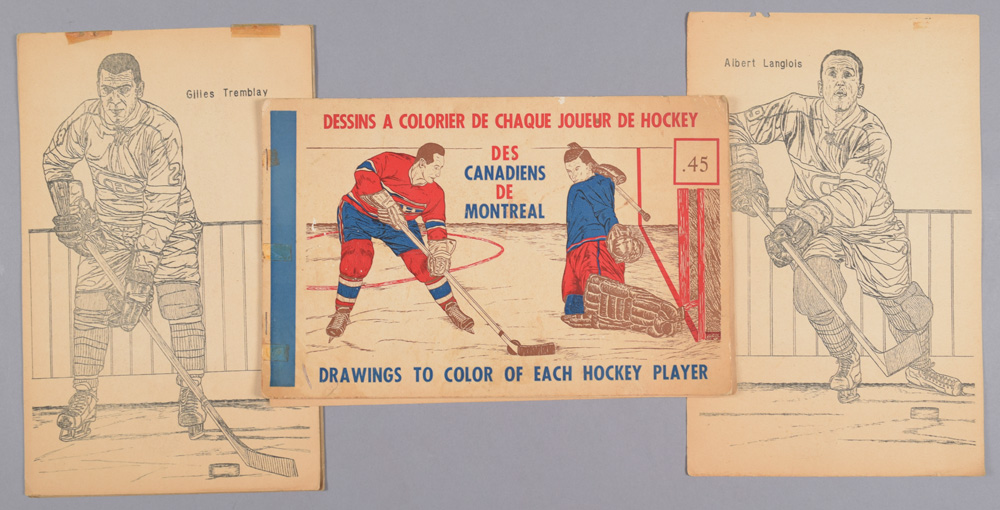 Gilles Tremblay
DESSINS A COLORIER DE CHAQUE JOUEUR DE HOCKEY
DES
CANADIENS
DE
MONTREAL
.45
DRAWINGS TO COLOR OF EACH HOCKEY PLAYER
Albert Langlois